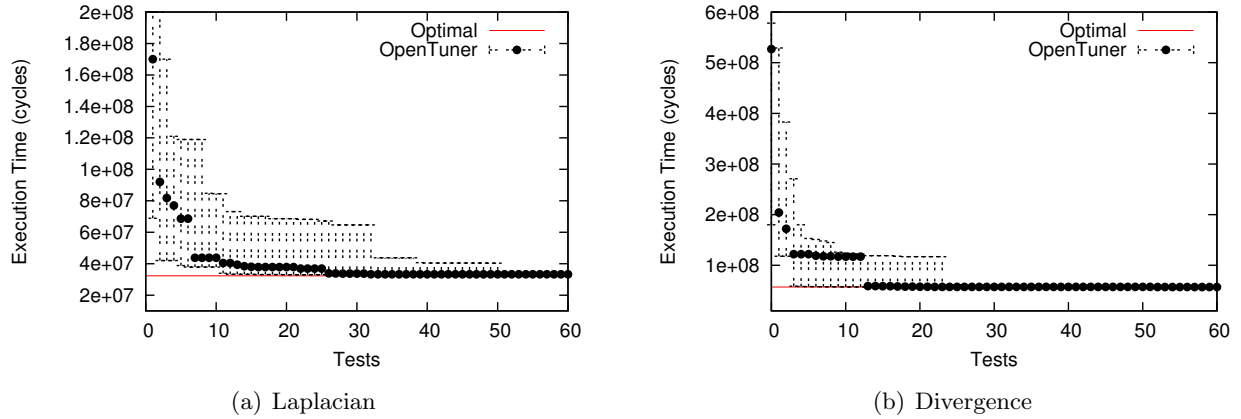 2e+08
1.8e+08
1.6e+08
1.4e+08
1.2e+08
1e+08
8e+07
6e+07
4e+07
2e+07
Execution Time (cycles)
Optimal
OpenTuner
0 10 20 30 40 50 60
Tests
(a) Laplacian
6e+08
5e+08
4e+08
3e+08
2e+08
1e+08
Execution Time (cycles)
Optimal
OpenTuner
0 10 20 30 40 50 60
Tests
(b) Divergence